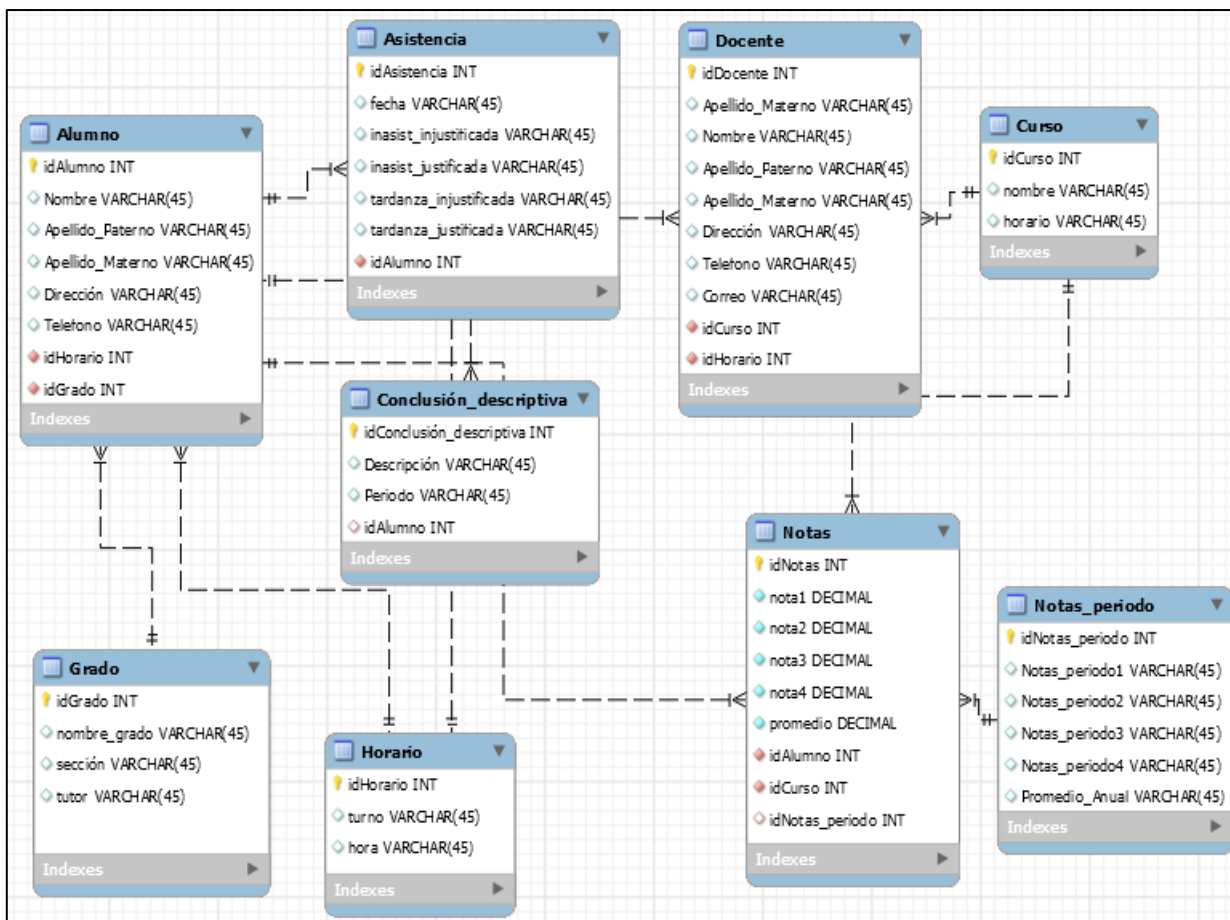 Asistencia
idAsistencia INT
fecha VARCHAR(45)
inasist_injustificada VARCHAR(45)
inasist_justificada VARCHAR(45)
tardanza_injustificada VARCHAR(45)
tardanza_justificada VARCHAR(45)
idAlumno INT
Indexes
Docente
idDocente INT
Apellido_Materno VARCHAR(45)
Nombre VARCHAR(45)
Apellido_Paterno VARCHAR(45)
Apellido_Materno VARCHAR(45)
Dirección VARCHAR(45)
Telefono VARCHAR(45)
Correo VARCHAR(45)
idCurso INT
idHorario INT
Indexes
Curso
idCurso INT
nombre VARCHAR(45)
horario VARCHAR(45)
Indexes
Alumno
idAlumno INT
Nombre VARCHAR(45)
Apellido_Paterno VARCHAR(45)
Apellido_Materno VARCHAR(45)
Dirección VARCHAR(45)
Telefono VARCHAR(45)
idHorario INT
idGrado INT
Indexes
Conclusión_descriptiva
idConclusión_descriptiva INT
Descripción VARCHAR(45)
Periodo VARCHAR(45)
idAlumno INT
Indexes
Notas
idNotas INT
nota1 DECIMAL
nota2 DECIMAL
nota3 DECIMAL
nota4 DECIMAL
promedio DECIMAL
idAlumno INT
idCurso INT
idNotas_periodo INT
Indexes
Notas_periodo
idNotas_periodo INT
Notas_periodo1 VARCHAR(45)
Notas_periodo2 VARCHAR(45)
Notas_periodo3 VARCHAR(45)
Notas_periodo4 VARCHAR(45)
Promedio_Anual VARCHAR(45)
Indexes
Grado
idGrado INT
nombre_grado VARCHAR(45)
sección VARCHAR(45)
tutor VARCHAR(45)
Indexes
Horario
idHorario INT
turno VARCHAR(45)
hora VARCHAR(45)
Indexes